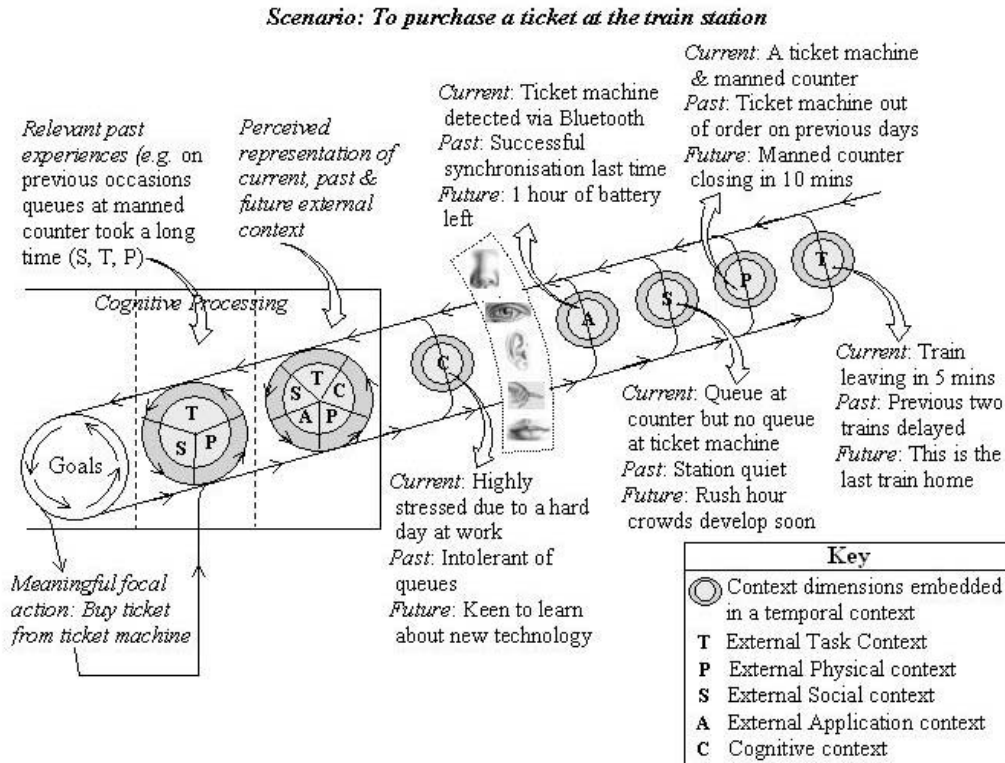 Scenario: To purchase a ticket at the train station
Relevant past
experiences (e.g. on
previous occasions
queues at manned
counter took a long
time (S, T, P)
Perceived
representation of
current, past &
future external
context
Current: Ticket machine
detected via Bluetooth
Past: Successful
synchronisation last time
Future: 1 hour of battery
left
Current: A ticket machine
& manned counter
Past: Ticket machine out
of order on previous days
Future: Manned counter
closing in 10 mins
Cognitive Processing
Goals
T
S
P
T
S
C
A
P
C
A
S
P
T
Meaningful focal
action: Buy ticket
from ticket machine
Current: Highly
stressed due to a hard
day at work
Past: Intolerant of
queues
Future: Keen to learn
about new technology
Current: Queue at
counter but no queue
at ticket machine
Past: Station quiet
Future: Rush hour
crowds develop soon
Current: Train
leaving in 5 mins
Past: Previous two
trains delayed
Future: This is the
last train home
Key
Context dimensions embedded
in a temporal context
T External Task Context
P External Physical context
S External Social context
A External Application context
C Cognitive context